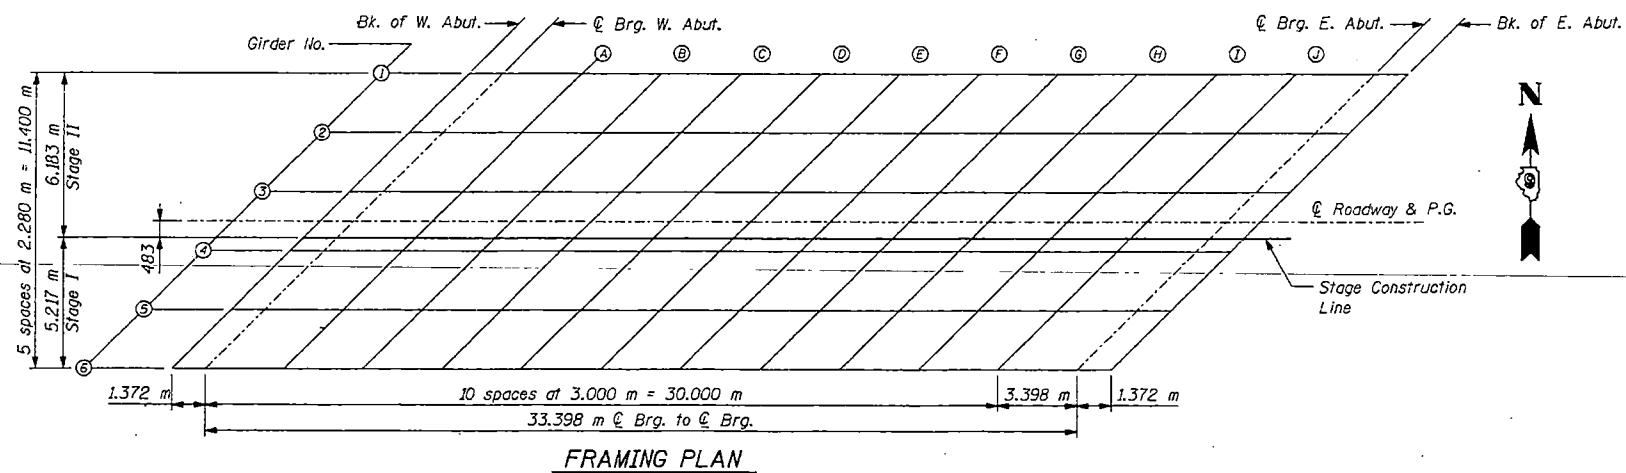 Bk. of W. Abut.
℄ Brg. W. Abut.
℄ Brg. E. Abut.
Bk. of E. Abut.
Girder No.
A B C D E F G H I J
1
2
3
4
5
6
5 spaces at 2.280 m = 11.400 m
6.183 m
Stage II
5.217 m
Stage I
483
N
℄ Roadway & P.G.
Stage Construction
Line
1.372 m
10 spaces at 3.000 m = 30.000 m
3.398 m
1.372 m
33.398 m ℄ Brg. to ℄ Brg.
FRAMING PLAN